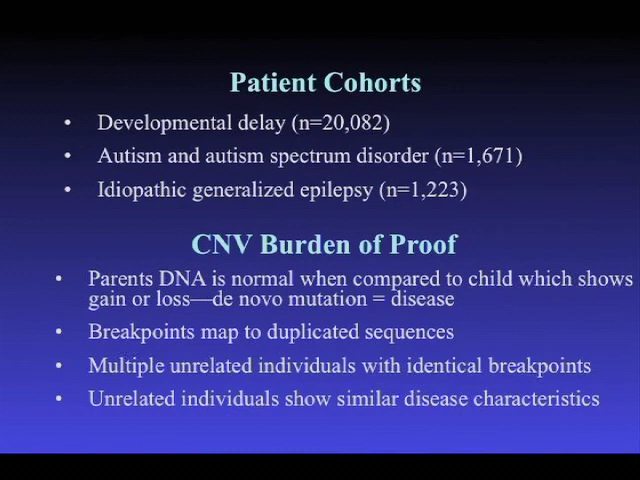 Patient Cohorts
• Developmental delay (n=20,082)
• Autism and autism spectrum disorder (n=1,671)
• Idiopathic generalized epilepsy (n=1,223)
CNV Burden of Proof
• Parents DNA is normal when compared to child which shows
gain or loss—de novo mutation = disease
• Breakpoints map to duplicated sequences
• Multiple unrelated individuals with identical breakpoints
• Unrelated individuals show similar disease characteristics